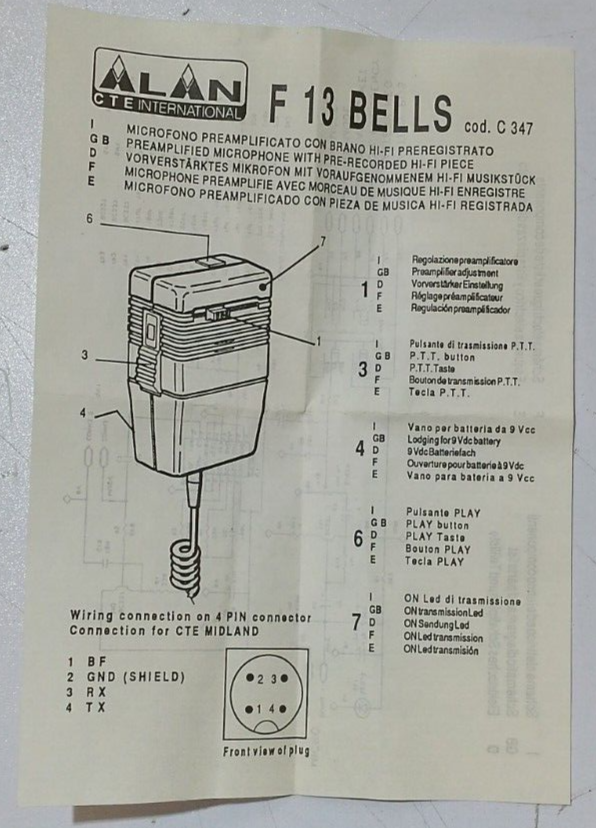 ALAN
CTE INTERNATIONAL
F 13 BELLS cod. C 347
I MICROFONO PREAMPLIFICATO CON BRANO HI-FI PREREGISTRATO
GB PREAMPLIFIED MICROPHONE WITH PRE-RECORDED HI-FI PIECE
D VORVERSTÄRKTES MIKROFON MIT VORAUFGENOMMENEM HI-FI MUSIKSTÜCK
F MICROPHONE PREAMPLIFIE AVEC MORCEAU DE MUSIQUE HI-FI ENREGISTRE
E MICROFONO PREAMPLIFICADO CON PIEZA DE MUSICA HI-FI REGISTRADA
6
7
1
3
4
1
I Regolazione preamplificatore
GB Preamplifier adjustment
D Vorverstärker Einstellung
F Réglage préamplificateur
E Regulación preamplificador
3
I Pulsante di trasmissione P.T.T.
GB P.T.T. button
D P.T.T. Taste
F Bouton de transmission P.T.T.
E Tecla P.T.T.
4
I Vano per batteria da 9 Vcc
GB Lodging for 9 Vdc battery
D 9 Vdc Batteriefach
F Ouverture pour batterie à 9 Vdc
E Vano para bateria a 9 Vcc
6
I Pulsante PLAY
GB PLAY button
D PLAY Taste
F Bouton PLAY
E Tecla PLAY
7
I ON Led di trasmissione
GB ON transmission Led
D ON Sendung Led
F ON Led transmission
E ON Led transmisión
Wiring connection on 4 PIN connector
Connection for CTE MIDLAND
1 BF
2 GND (SHIELD)
3 RX
4 TX
2 3
1 4
Front view of plug